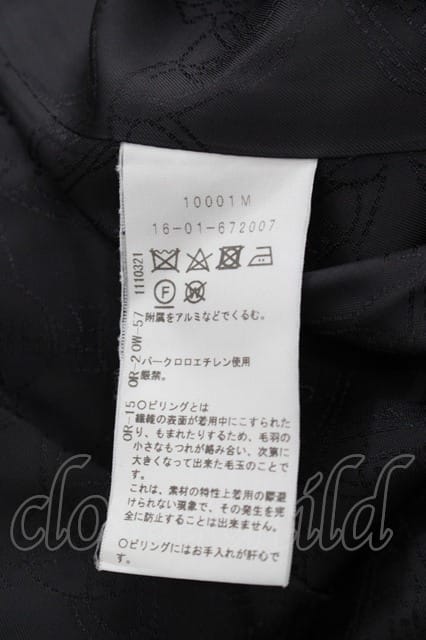 10001M
16-01-672007
F W
附属をアルミなどでくるむ。
パークロロエチレン使用
厳禁。
〇ピリングとは
繊維の表面が着用中にこすられた
り、もまれたりするため、毛羽の
小さなもつれが絡み合い、次第に
大きくなって出来た毛玉のことで
す。
これは、素材の特性上着用の際避
けられない現象で、その発生を完
全に防止することは出来ません。
〇ピリングにはお手入れが肝心で
す。
OR-15 OR-20W-57 1110321